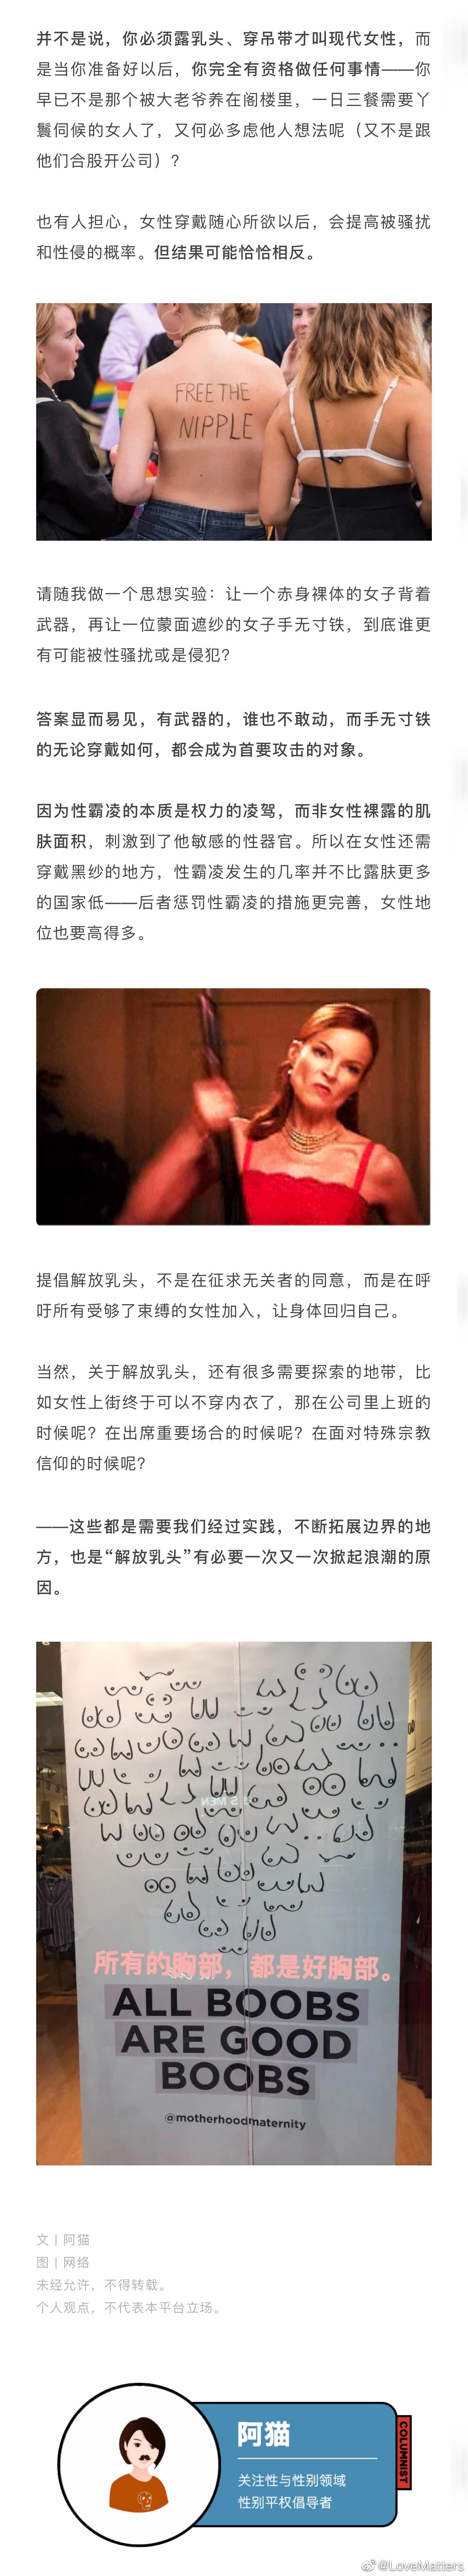 并不是说，你必须露乳头、穿吊带才叫现代女性，而
是当你准备好以后，你完全有资格做任何事情——你
早已不是那个被大老爷养在阁楼里，一日三餐需要丫
鬟伺候的女人了，又何必多虑他人想法呢（又不是跟
他们合股开公司）？
也有人担心，女性穿戴随心所欲以后，会提高被骚扰
和性侵的概率。但结果可能恰恰相反。
FREE THE
NIPPLE
请随我做一个思想实验：让一个赤身裸体的女子背着
武器，再让一位蒙面遮纱的女子手无寸铁，到底谁更
有可能被性骚扰或是侵犯？
答案显而易见，有武器的，谁也不敢动，而手无寸铁
的无论穿戴如何，都会成为首要攻击的对象。
因为性霸凌的本质是权力的凌驾，而非女性裸露的肌
肤面积，刺激到了他敏感的性器官。所以在女性还需
穿戴黑纱的地方，性霸凌发生的几率并不比露肤更多
的国家低——后者惩罚性霸凌的措施更完善，女性地
位也要高得多。
提倡解放乳头，不是在征求无关者的同意，而是在呼
吁所有受够了束缚的女性加入，让身体回归自己。
当然，关于解放乳头，还有很多需要探索的地带，比
如女性上街终于可以不穿内衣了，那在公司里上班的
时候呢？在出席重要场合的时候呢？在面对特殊宗教
信仰的时候呢？
——这些都是需要我们经过实践，不断拓展边界的地
方，也是“解放乳头”有必要一次又一次掀起浪潮的原
因。
所有的胸部，都是好胸部。
ALL BOOBS
ARE GOOD
BOOBS
@motherhoodmaternity
文 | 阿猫
图 | 网络
未经允许，不得转载。
个人观点，不代表本平台立场。
阿猫
关注性与性别领域
性别平权倡导者
COLUMNIST
@LoveMatters